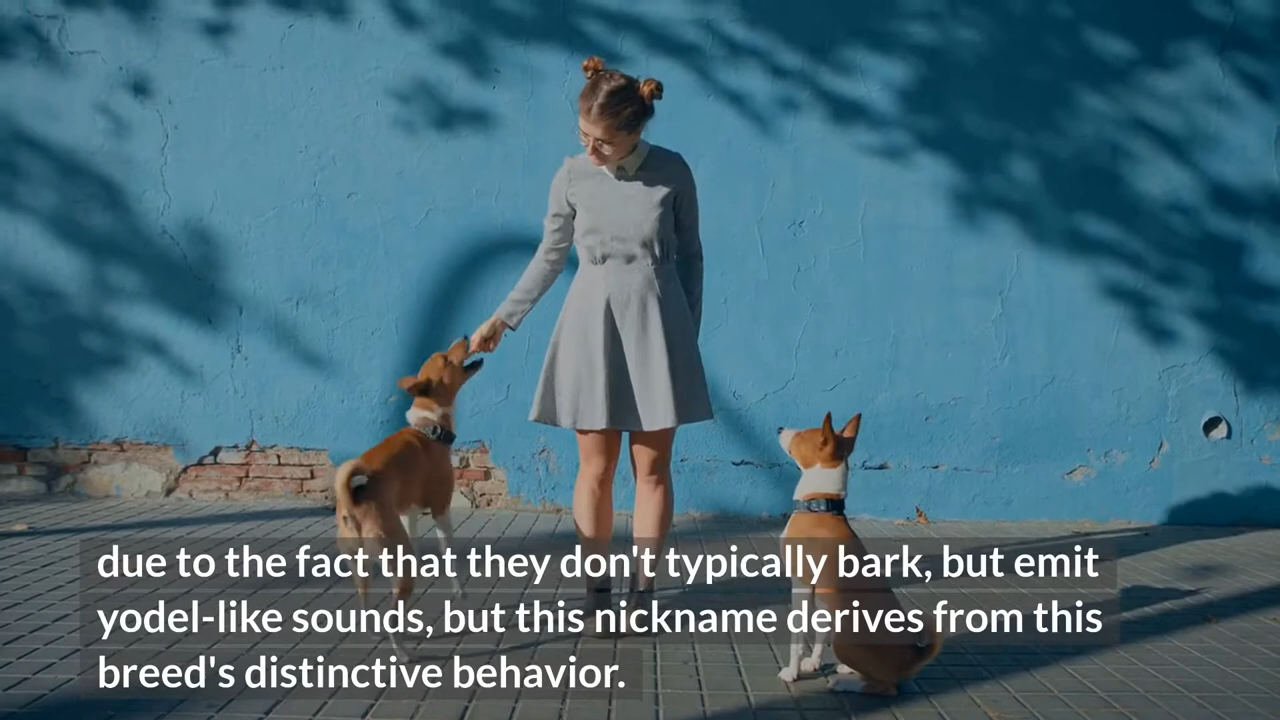 due to the fact that they don't typically bark, but emit
yodel-like sounds, but this nickname derives from this
breed's distinctive behavior.